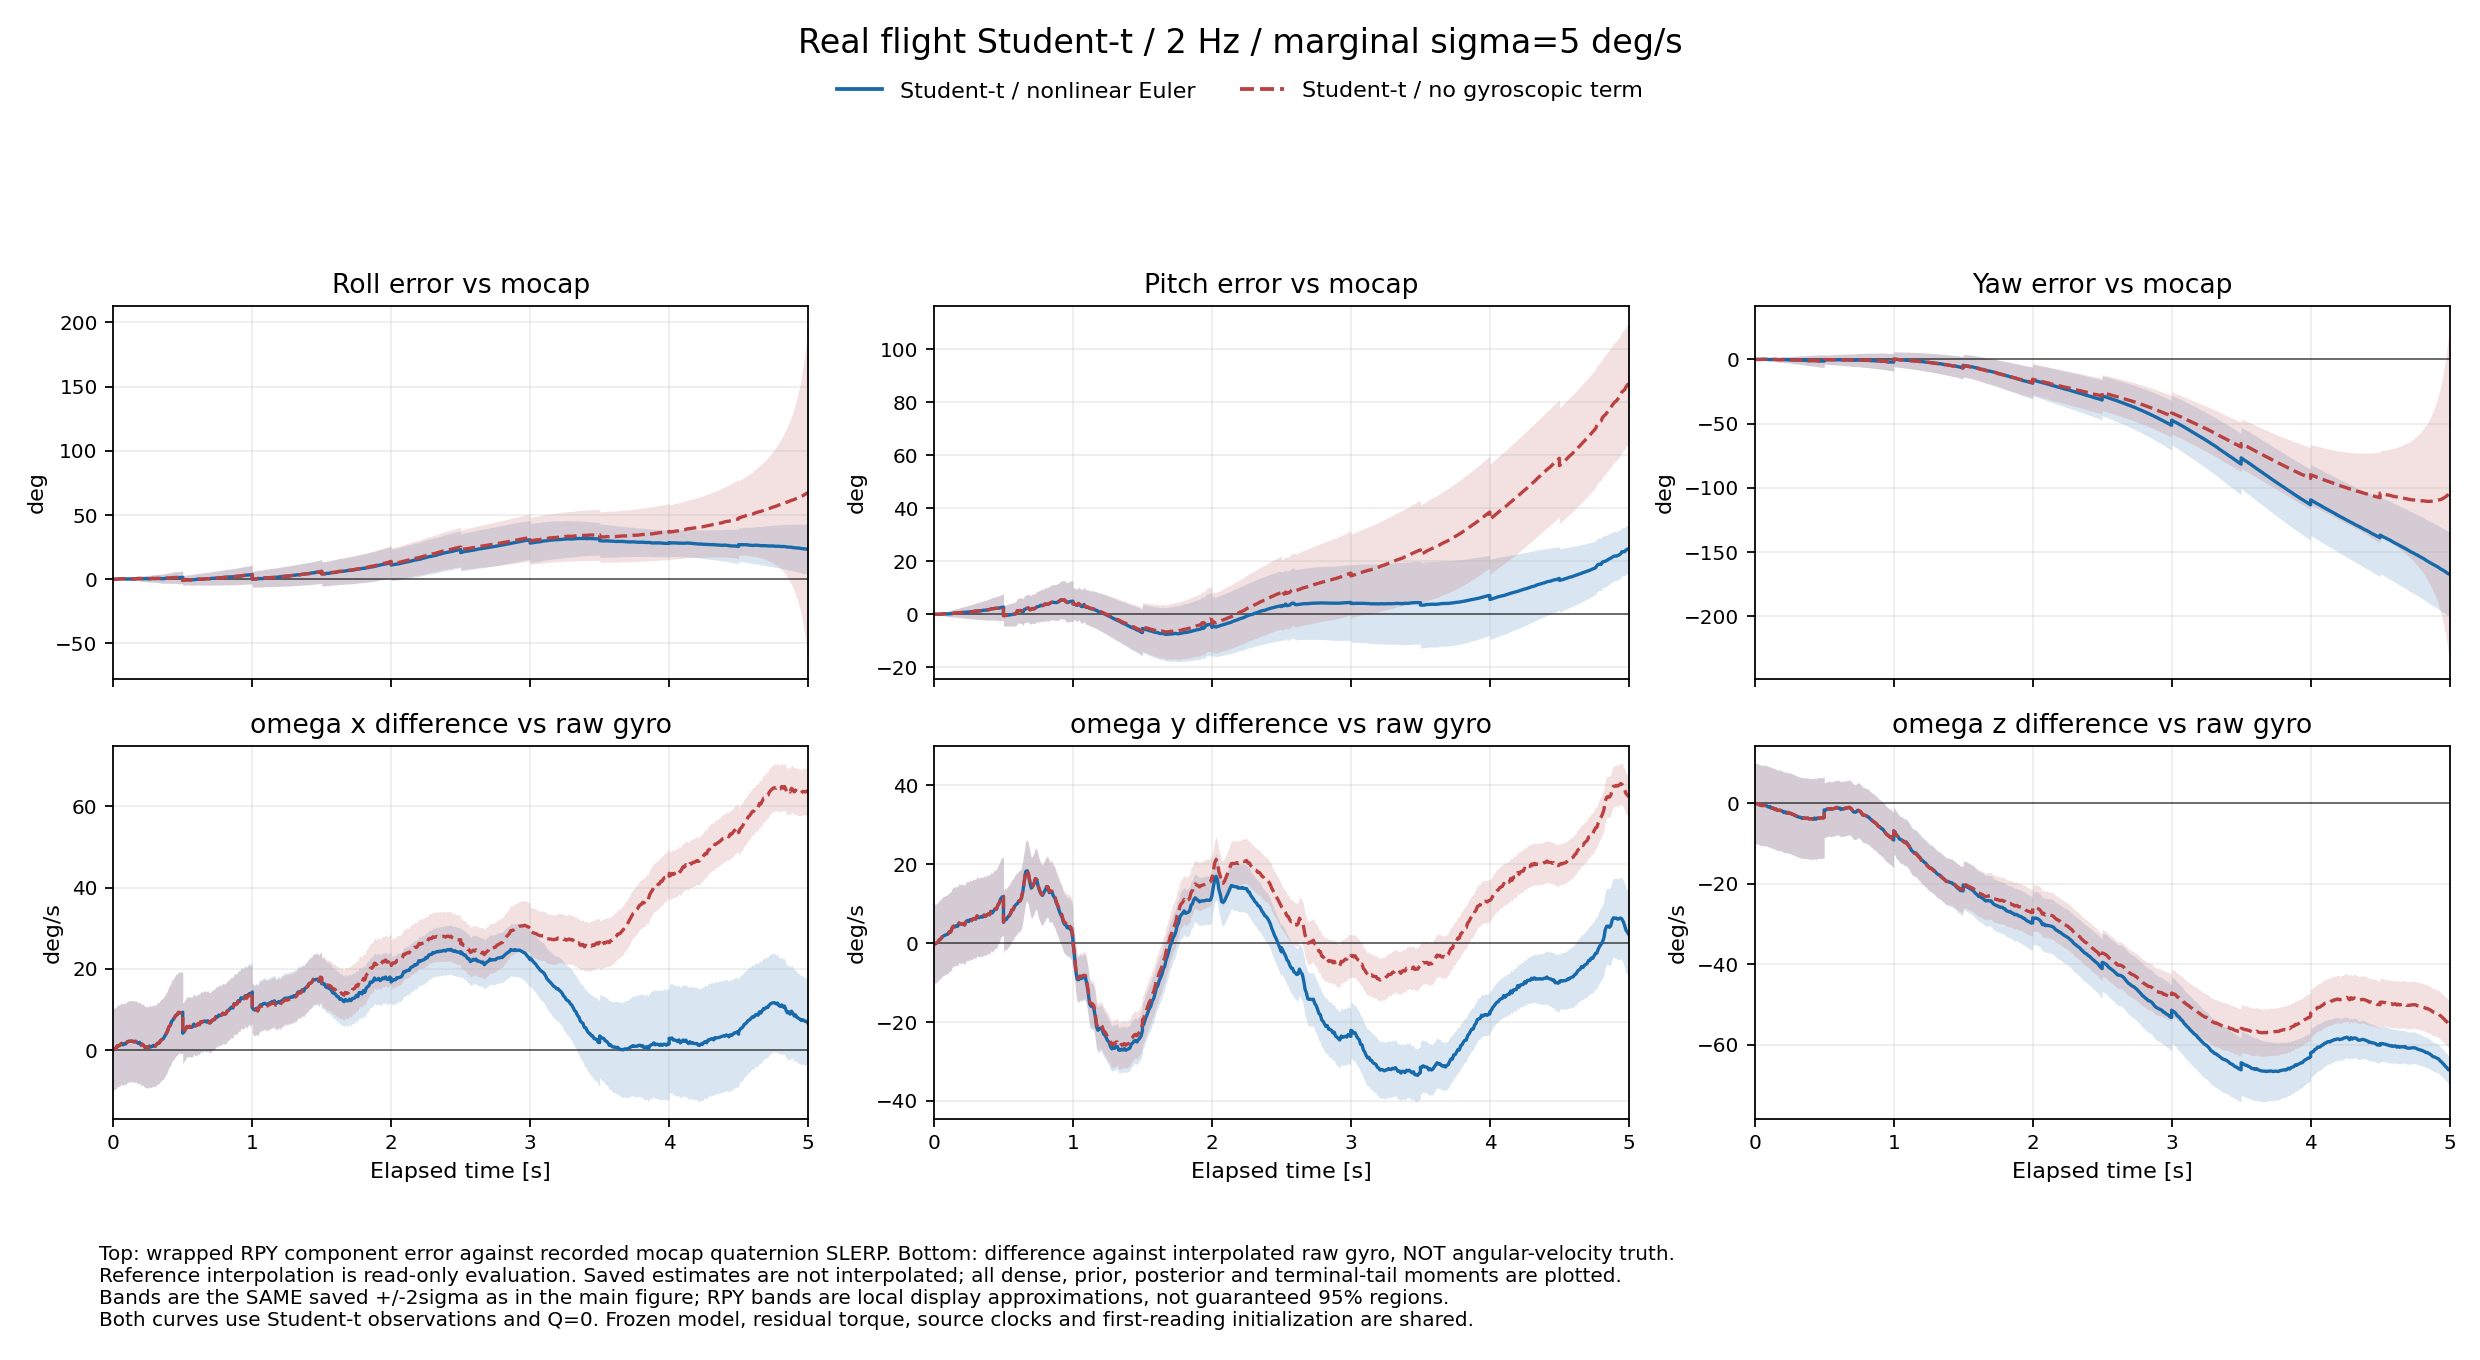 Real flight Student-t / 2 Hz / marginal sigma=5 deg/s
Student-t / nonlinear Euler
Student-t / no gyroscopic term
Roll error vs mocap
deg
200
150
100
50
0
−50
Pitch error vs mocap
deg
100
80
60
40
20
0
−20
Yaw error vs mocap
deg
0
−50
−100
−150
−200
omega x difference vs raw gyro
deg/s
60
40
20
0
0
1
2
3
4
5
Elapsed time [s]
omega y difference vs raw gyro
deg/s
40
20
0
−20
−40
0
1
2
3
4
5
Elapsed time [s]
omega z difference vs raw gyro
deg/s
0
−20
−40
−60
0
1
2
3
4
5
Elapsed time [s]
Top: wrapped RPY component error against recorded mocap quaternion SLERP. Bottom: difference against interpolated raw gyro, NOT angular-velocity truth.
Reference interpolation is read-only evaluation. Saved estimates are not interpolated; all dense, prior, posterior and terminal-tail moments are plotted.
Bands are the SAME saved +/-2sigma as in the main figure; RPY bands are local display approximations, not guaranteed 95% regions.
Both curves use Student-t observations and Q=0. Frozen model, residual torque, source clocks and first-reading initialization are shared.